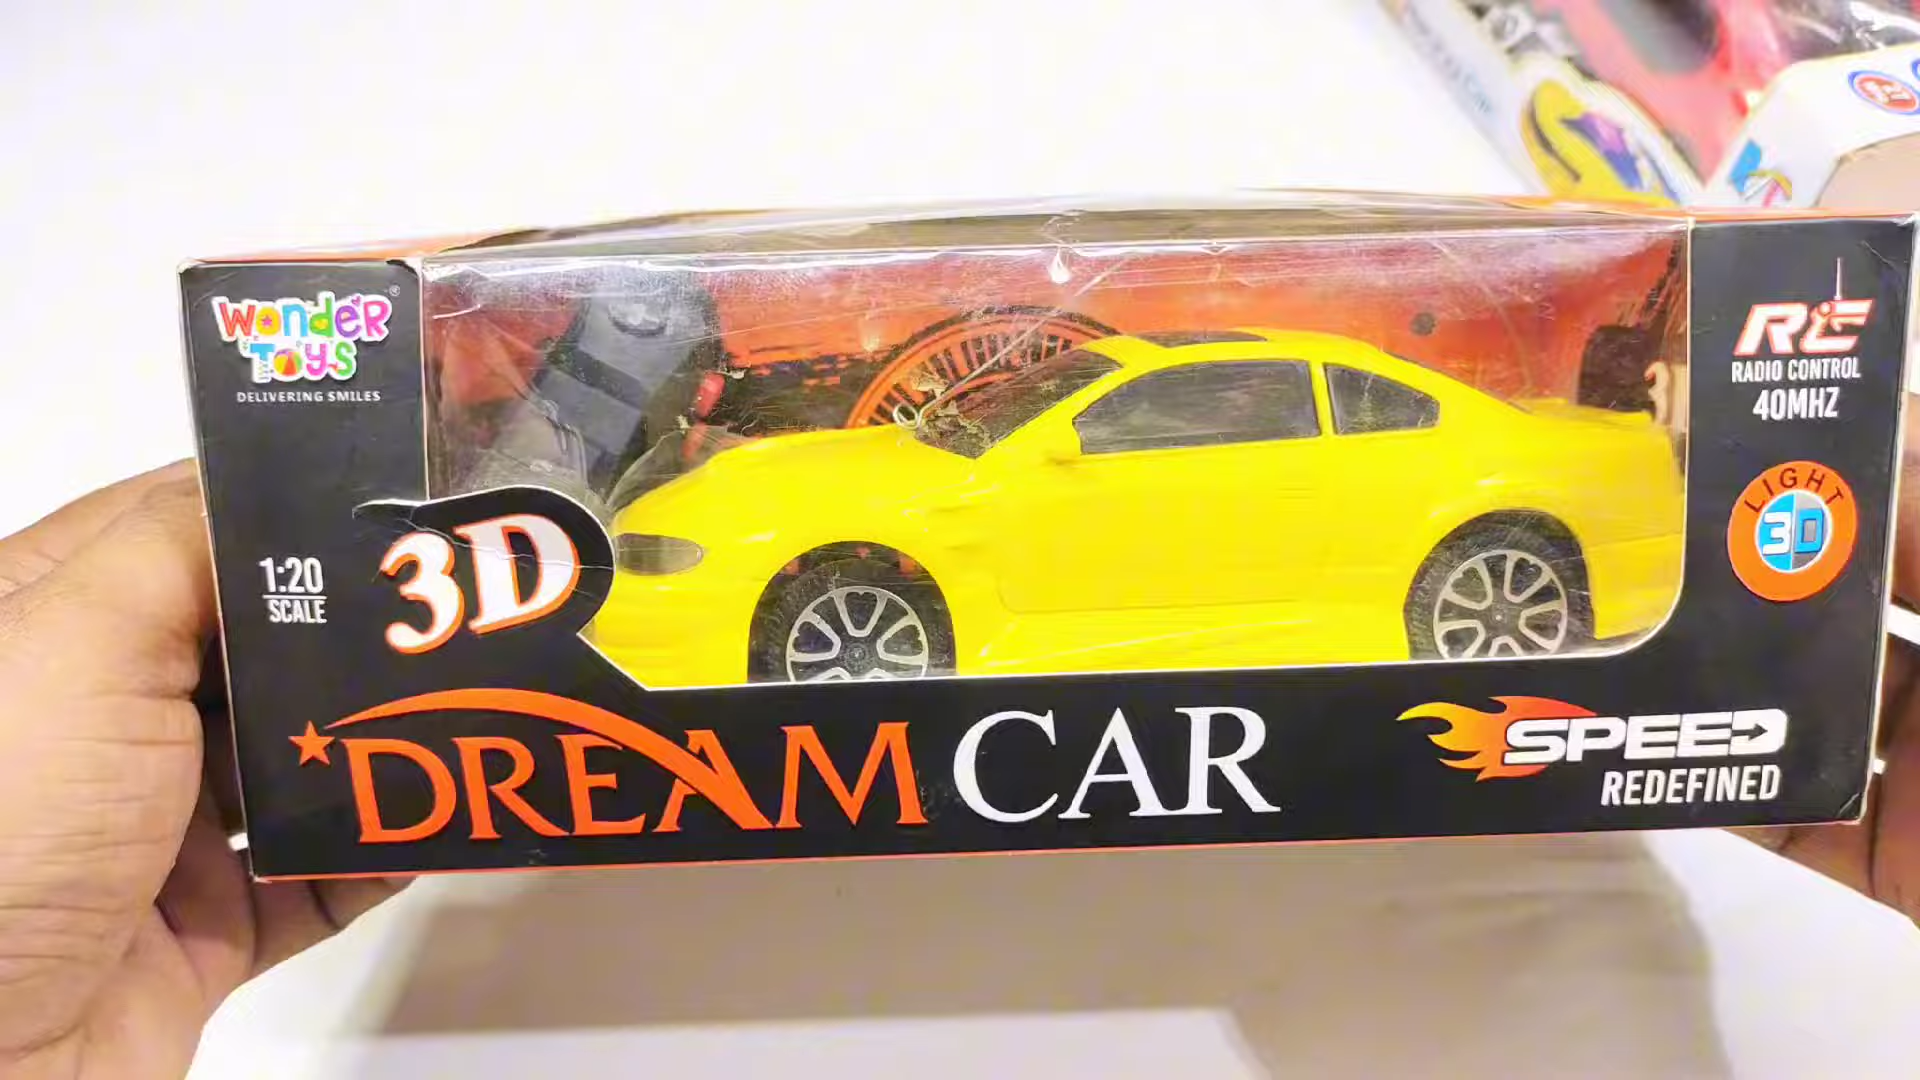 Wonder
Toys
®
DELIVERING SMILES
RC
RADIO CONTROL
40MHZ
LIGHT
3D
1:20
SCALE
3D
DREAM CAR
SPEED
REDEFINED